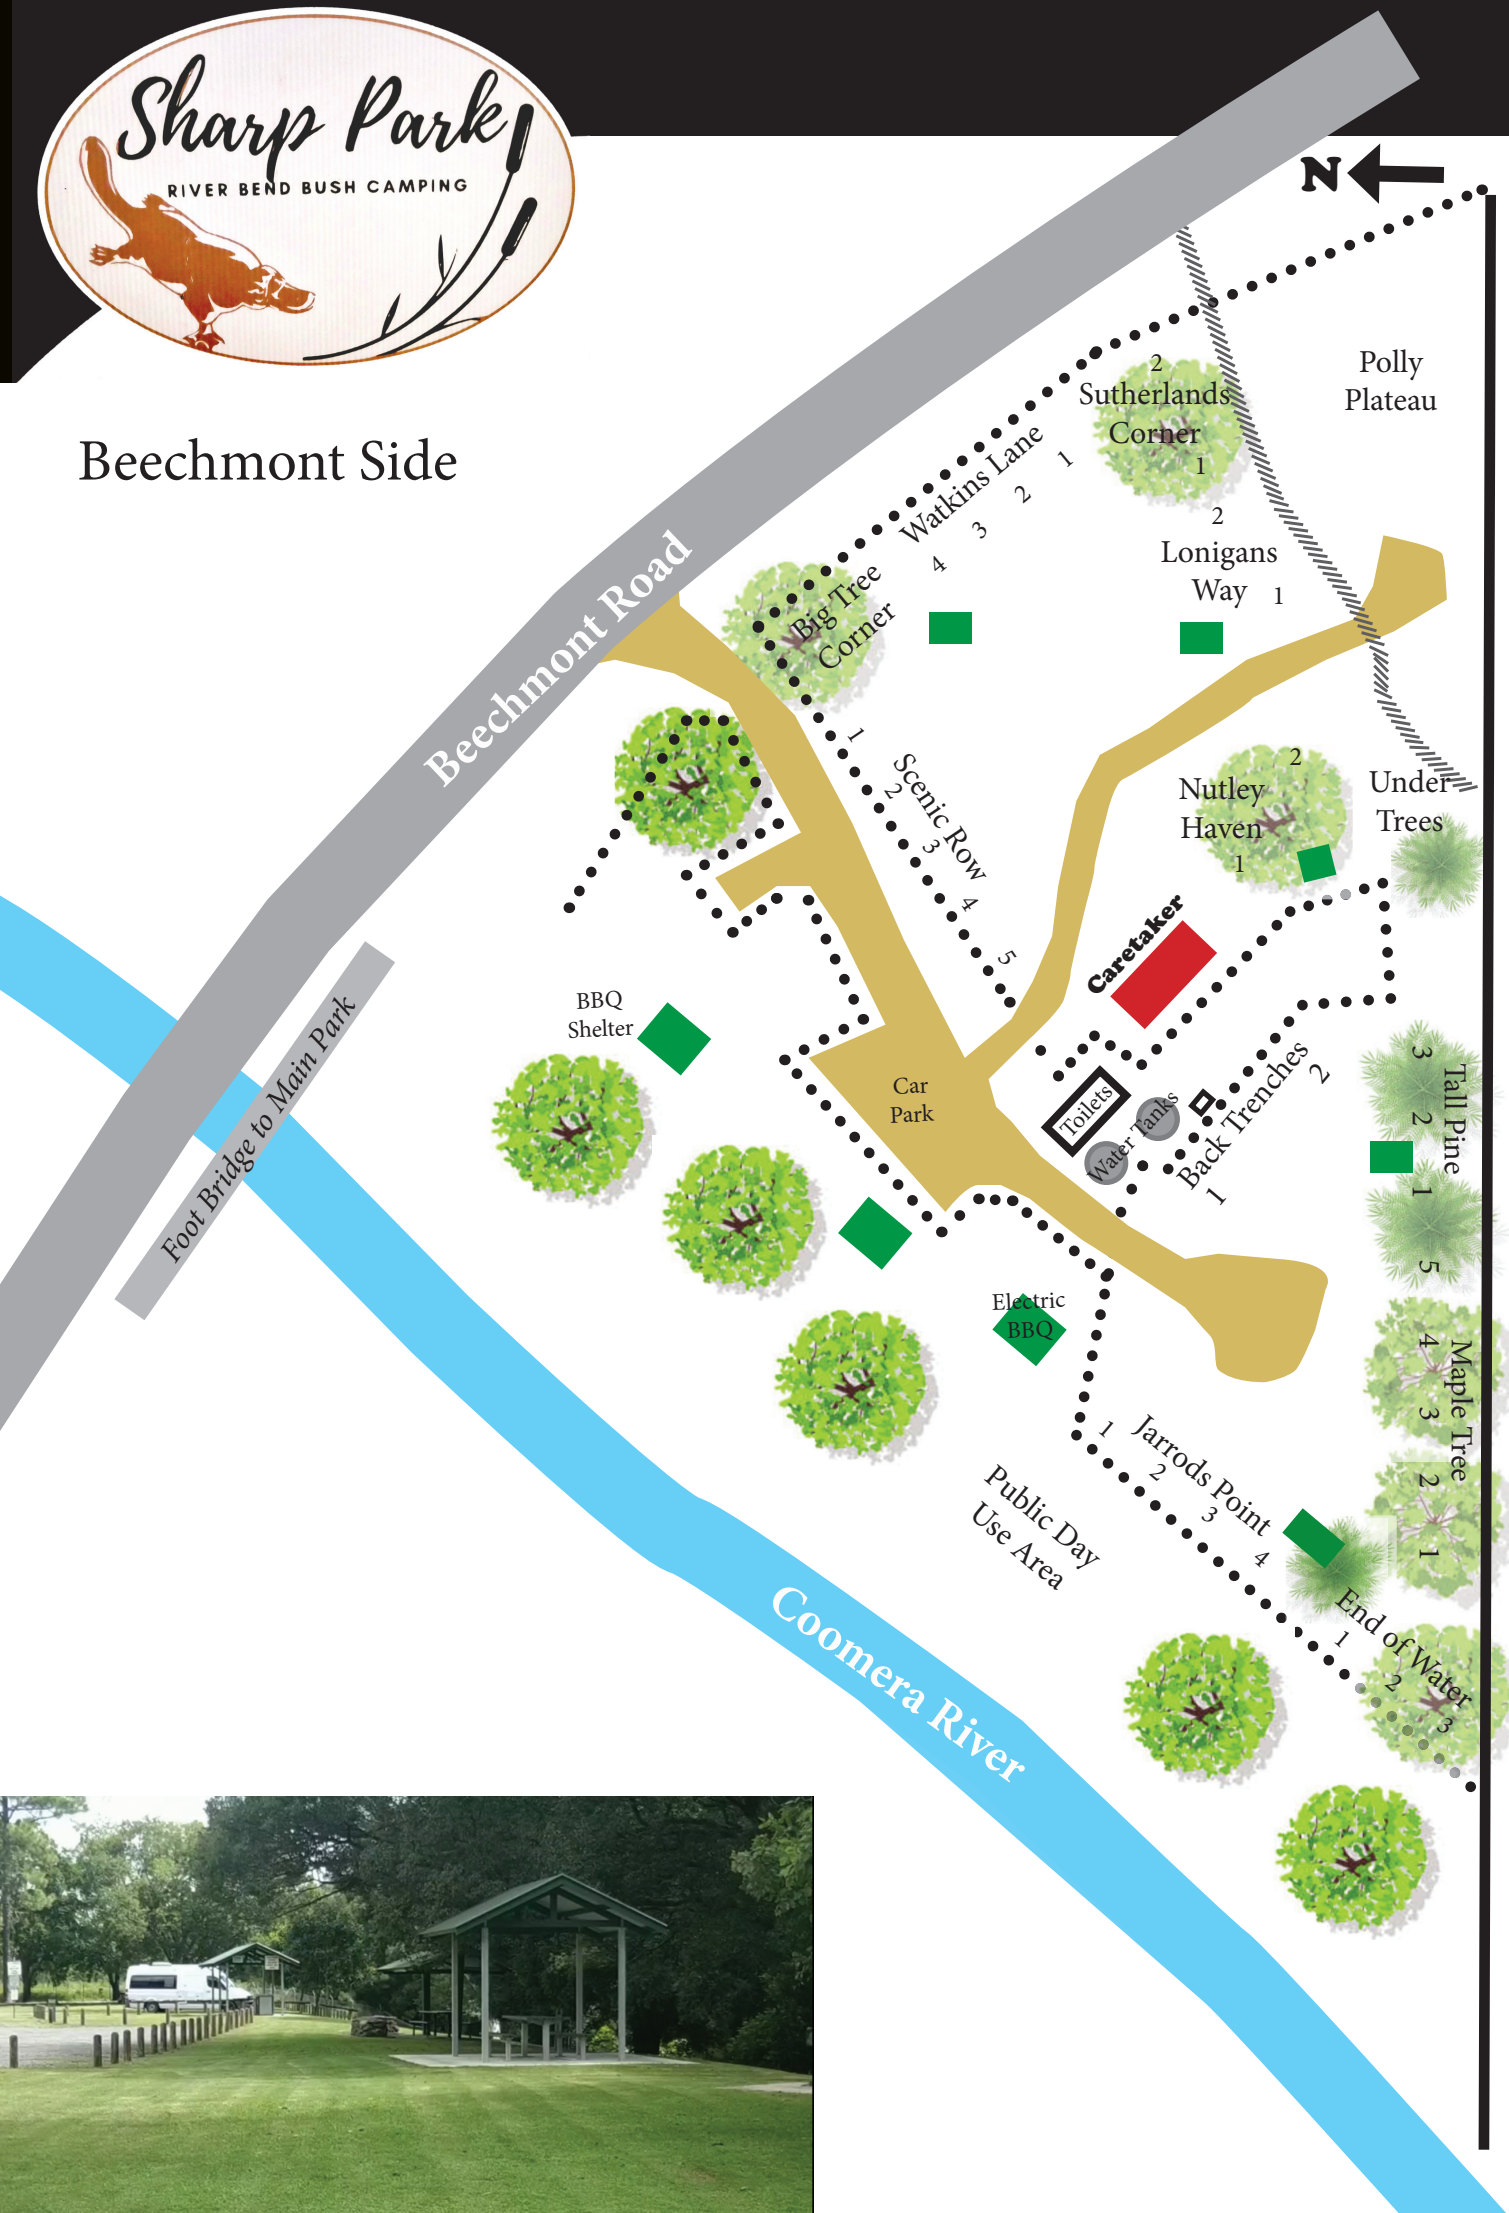 Sharp Park
RIVER BEND BUSH CAMPING
N
Beechmont Side
Polly
Plateau
2
Sutherlands
Corner
1
Watkins Lane
1
2
3
4
2
Lonigans
Way 1
Beechmont Road
Big Tree
Corner
Scenic Row
1
2
3
4
5
2
Nutley
Haven
1
Under
Trees
Caretaker
BBQ
Shelter
Foot Bridge to Main Park
Car
Park
Toilets
Water Tanks
Back Trenches
2
1
Tall Pine
3
2
1
Electric
BBQ
Maple Tree
5
4
3
2
1
Jarrods Point
1
2
3
4
Public Day
Use Area
End of Water
1
2
3
Coomera River